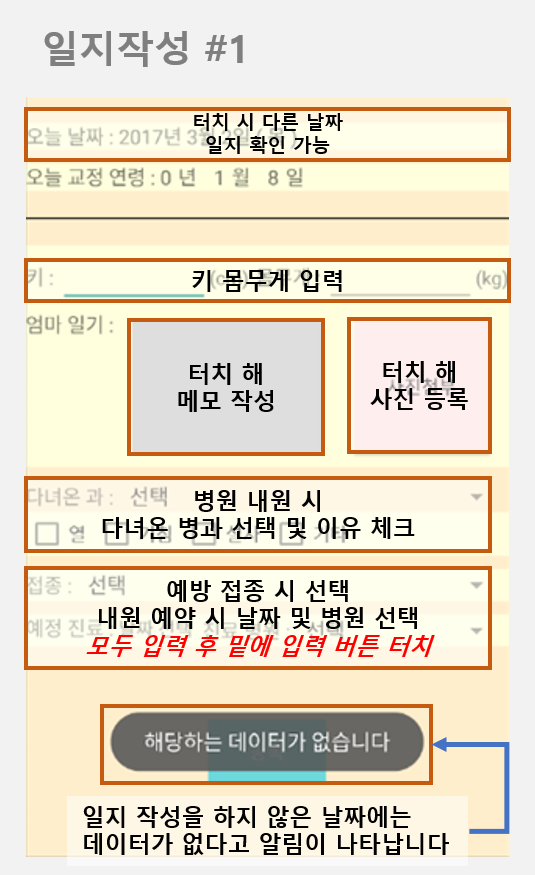 일지작성 #1
터치 시 다른 날짜
오늘 날짜 : 2017년 3월 2일
일지 확인 가능
오늘 교정 연령 : 0 년 1 월 8 일
키 :
키 몸무게 입력
(kg)
엄마 일기 :
터치 해
메모 작성
터치 해
사진 등록
다녀온 과 : 선택
병원 내원 시
다녀온 병과 선택 및 이유 체크
열
접종 : 선택
예방 접종 시 선택
내원 예약 시 날짜 및 병원 선택
예정 진료
모두 입력 후 밑에 입력 버튼 터치
해당하는 데이터가 없습니다
일지 작성을 하지 않은 날짜에는
데이터가 없다고 알림이 나타납니다